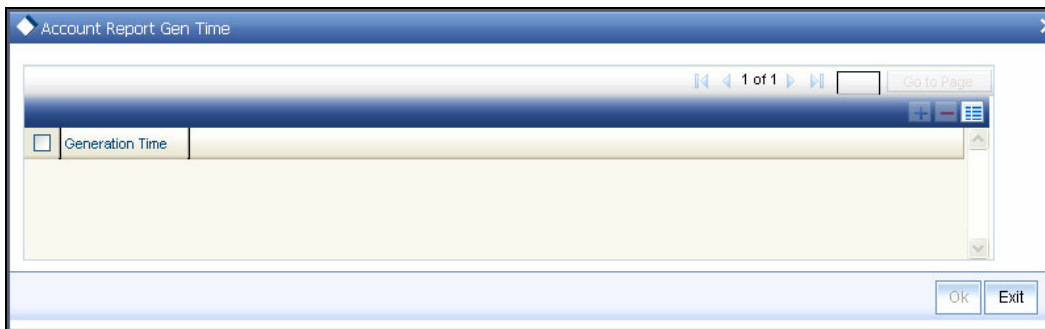 Account Report Gen Time
1 of 1
Go to Page
Generation Time
Ok
Exit